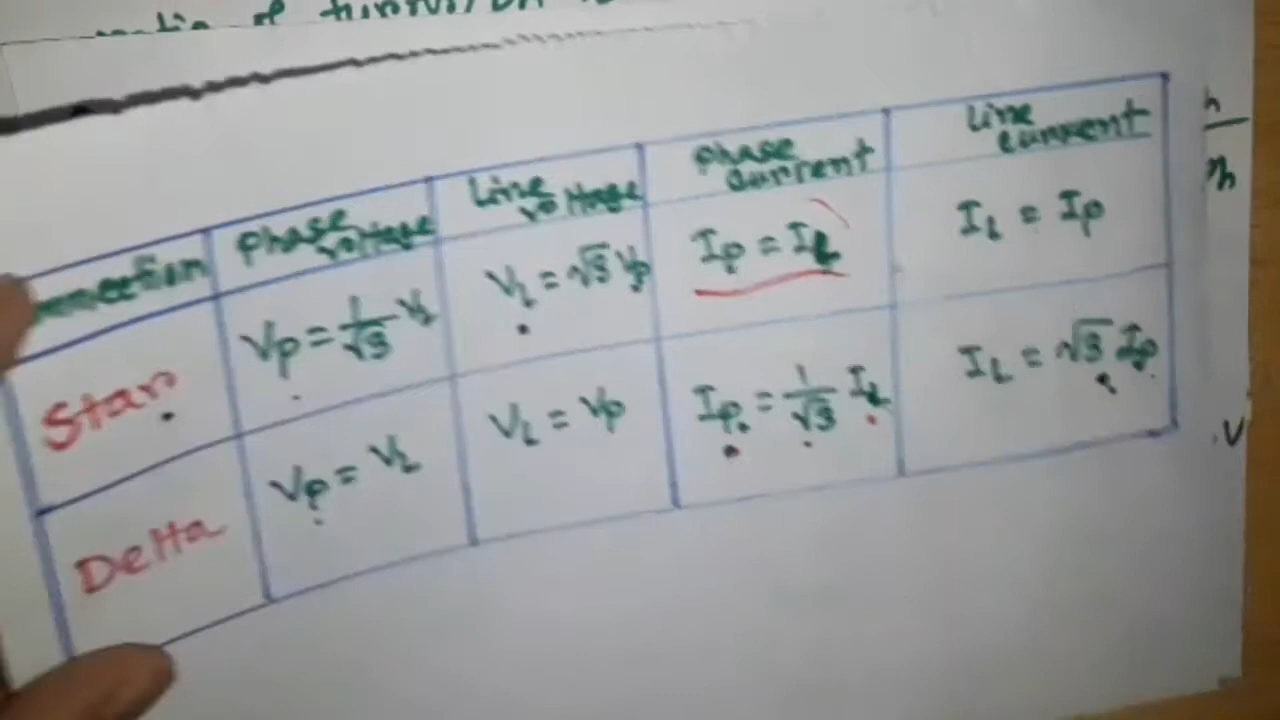 Phase voltage
Line voltage
Phase current
Line current
Star
Vp = 1/√3 VL
VL = √3 Vp
Ip = IL
IL = Ip
Delta
Vp = VL
VL = Vp
Ip = 1/√3 IL
IL = √3 Ip